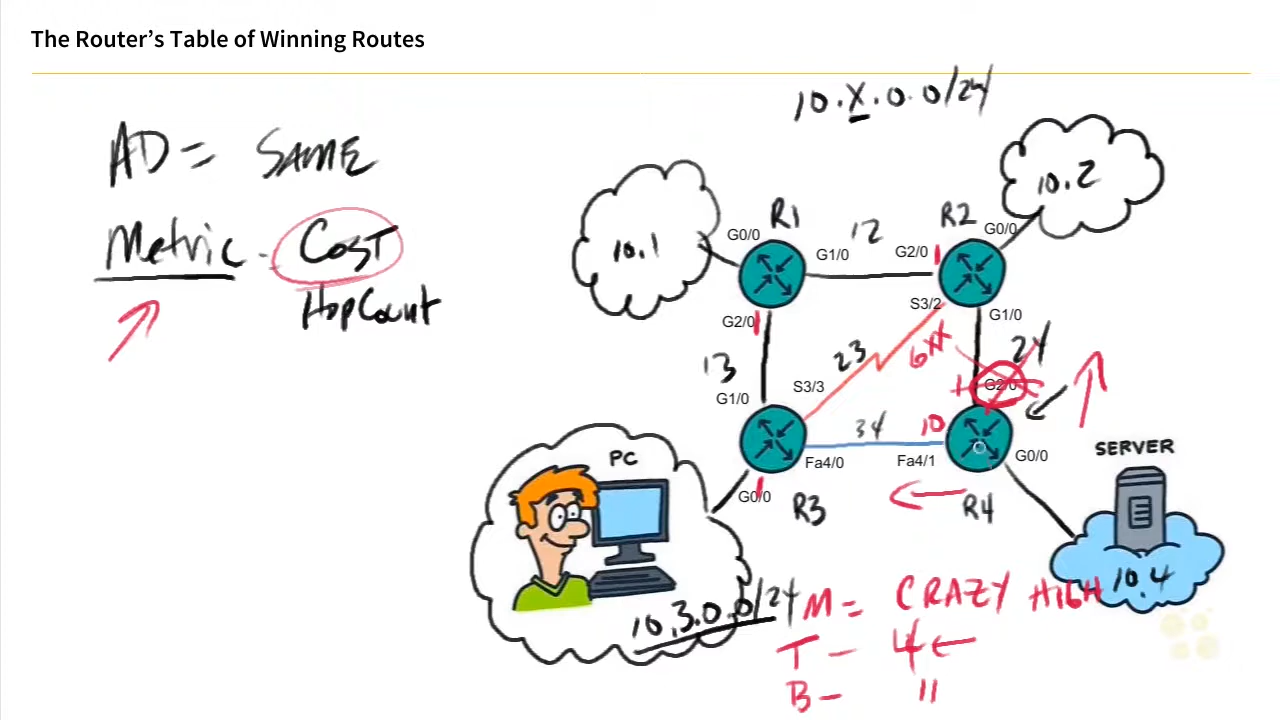 The Router's Table of Winning Routes
10.X.0.0/24
AD = SAME
Metric - Cost
HopCount
10.1
R1
G0/0
G1/0
12
R2
G2/0
G0/0
10.2
G2/0
S3/2
G1/0
13
23
6XX
24
G1/0
S3/3
G2/0
34
10
Fa4/0
Fa4/1
G0/0
SERVER
PC
G0/0
R3
R4
10.3.0.0/24
10.4
M = CRAZY HIGH
T - 4 ←
B - "